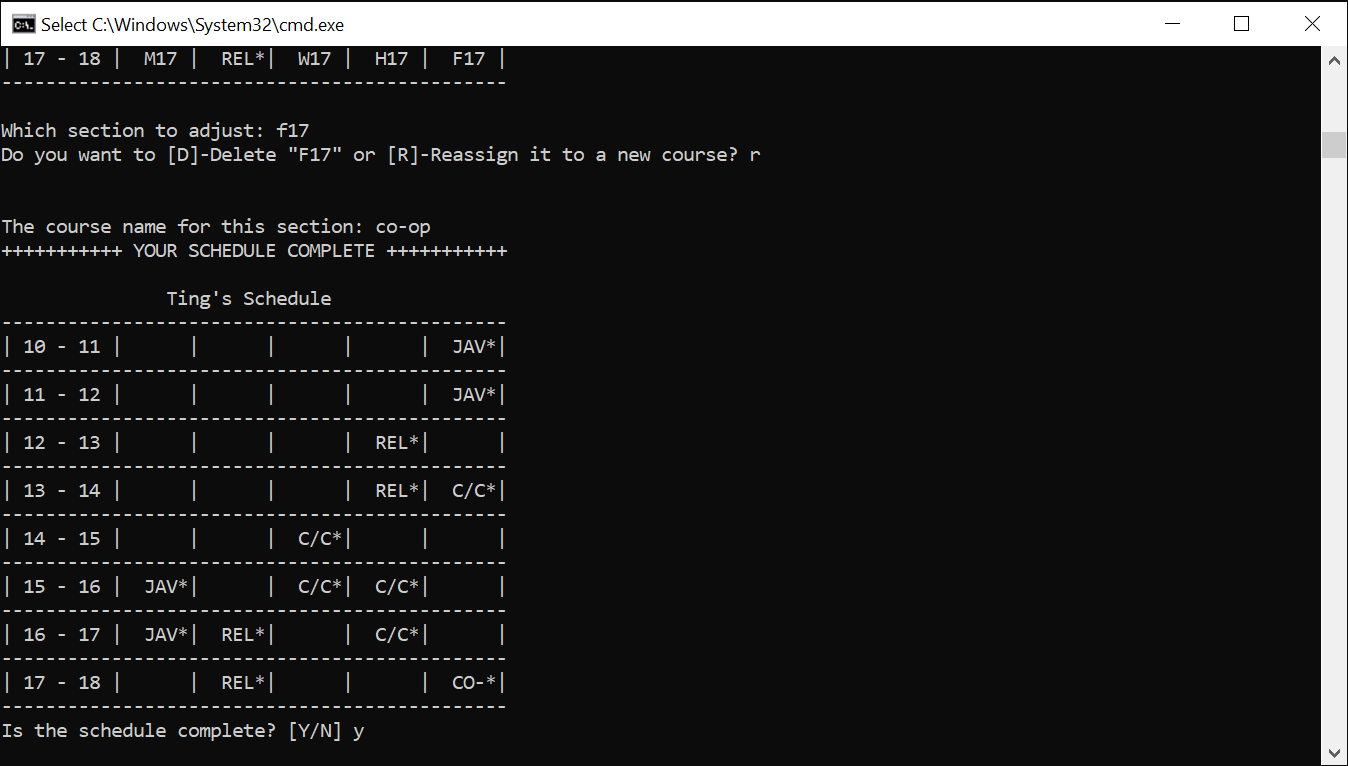 Select C:\Windows\System32\cmd.exe
| 17 - 18 |  M17 |  REL*|  W17 |  H17 |  F17 |
----------------------------------------------
Which section to adjust: f17
Do you want to [D]-Delete "F17" or [R]-Reassign it to a new course? r
The course name for this section: co-op
+++++++++++ YOUR SCHEDULE COMPLETE +++++++++++
               Ting's Schedule
----------------------------------------------
| 10 - 11 |      |      |      |      |  JAV*|
----------------------------------------------
| 11 - 12 |      |      |      |      |  JAV*|
----------------------------------------------
| 12 - 13 |      |      |      |  REL*|      |
----------------------------------------------
| 13 - 14 |      |      |      |  REL*|  C/C*|
----------------------------------------------
| 14 - 15 |      |      |  C/C*|      |      |
----------------------------------------------
| 15 - 16 |  JAV*|      |  C/C*|  C/C*|      |
----------------------------------------------
| 16 - 17 |  JAV*|  REL*|      |  C/C*|      |
----------------------------------------------
| 17 - 18 |      |  REL*|      |      |  CO-*|
----------------------------------------------
Is the schedule complete? [Y/N] y